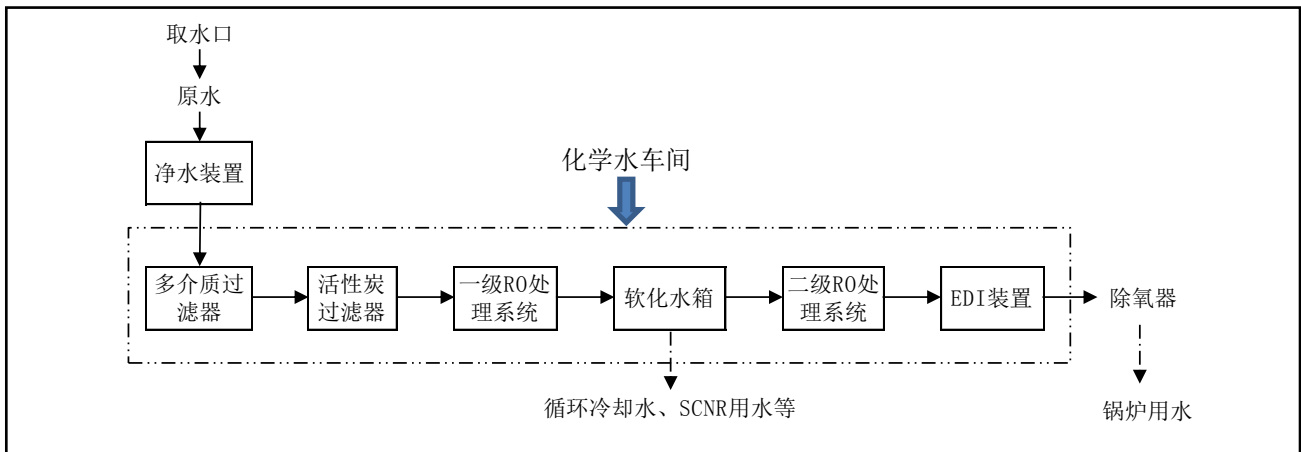 取水口
原水
净水装置
化学水车间
多介质过
滤器
活性炭
过滤器
一级RO处
理系统
软化水箱
二级RO处
理系统
EDI装置
除氧器
循环冷却水、SCNR用水等
锅炉用水